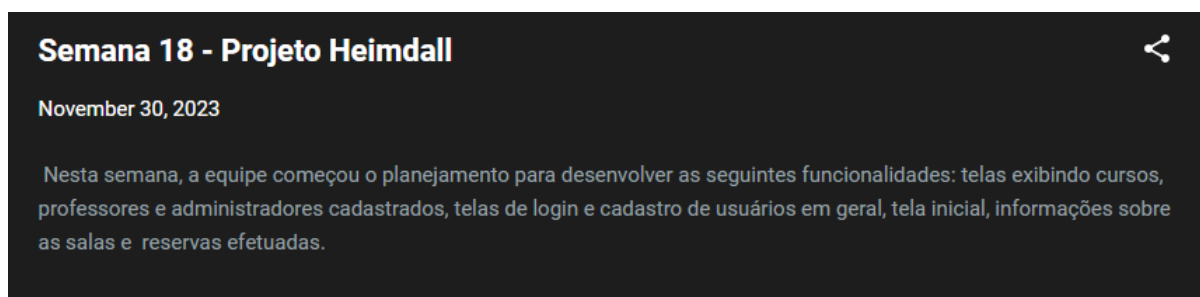 Semana 18 - Projeto Heimdall
November 30, 2023
Nesta semana, a equipe começou o planejamento para desenvolver as seguintes funcionalidades: telas exibindo cursos,
professores e administradores cadastrados, telas de login e cadastro de usuários em geral, tela inicial, informações sobre
as salas e  reservas efetuadas.